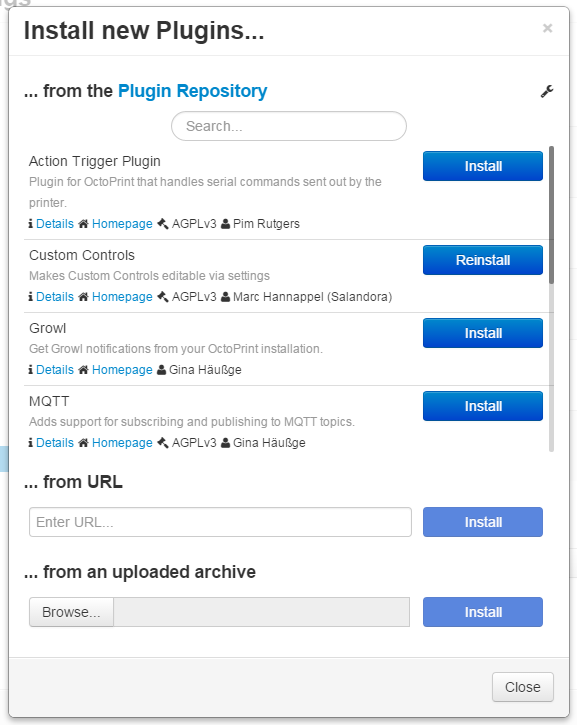 Install new Plugins...
×
... from the Plugin Repository
Search...
Action Trigger Plugin
Install
Plugin for OctoPrint that handles serial commands sent out by the
printer.
Details Homepage AGPLv3 Pim Rutgers
Custom Controls
Reinstall
Makes Custom Controls editable via settings
Details Homepage AGPLv3 Marc Hannappel (Salandora)
Growl
Install
Get Growl notifications from your OctoPrint installation.
Details Homepage Gina Häußge
MQTT
Install
Adds support for subscribing and publishing to MQTT topics.
Details Homepage AGPLv3 Gina Häußge
... from URL
Enter URL...
Install
... from an uploaded archive
Browse...
Install
Close